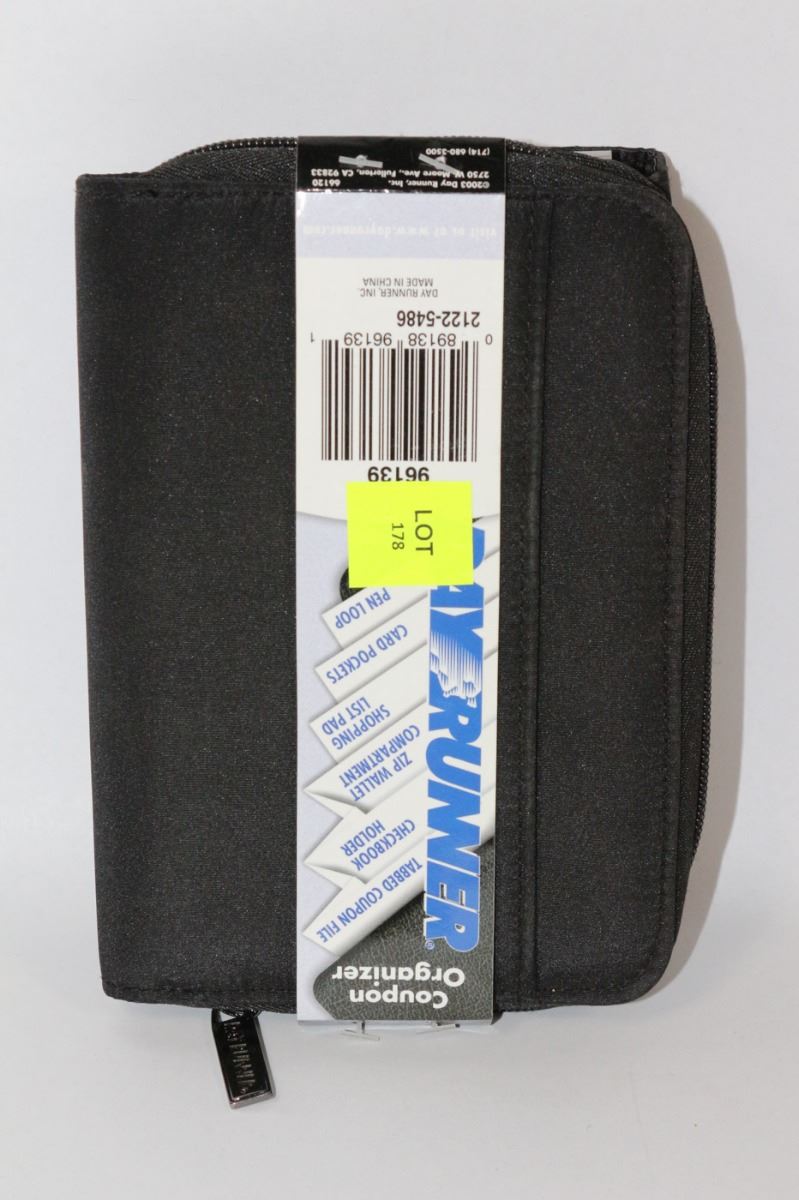 Coupon
Organizer
DAY RUNNER®
TABBED COUPON FILE
CHECKBOOK
HOLDER
ZIP WALLET
COMPARTMENT
SHOPPING
LIST PAD
CARD POCKETS
PEN LOOP
LOT
178
96139
0 89138 96139 1
2122-5486
DAY RUNNER, INC.
MADE IN CHINA
visit us at www.dayrunner.com
66120
©2003 Day Runner, Inc.
2750 W. Moore Ave., Fullerton, CA 92833
(714) 680-3500